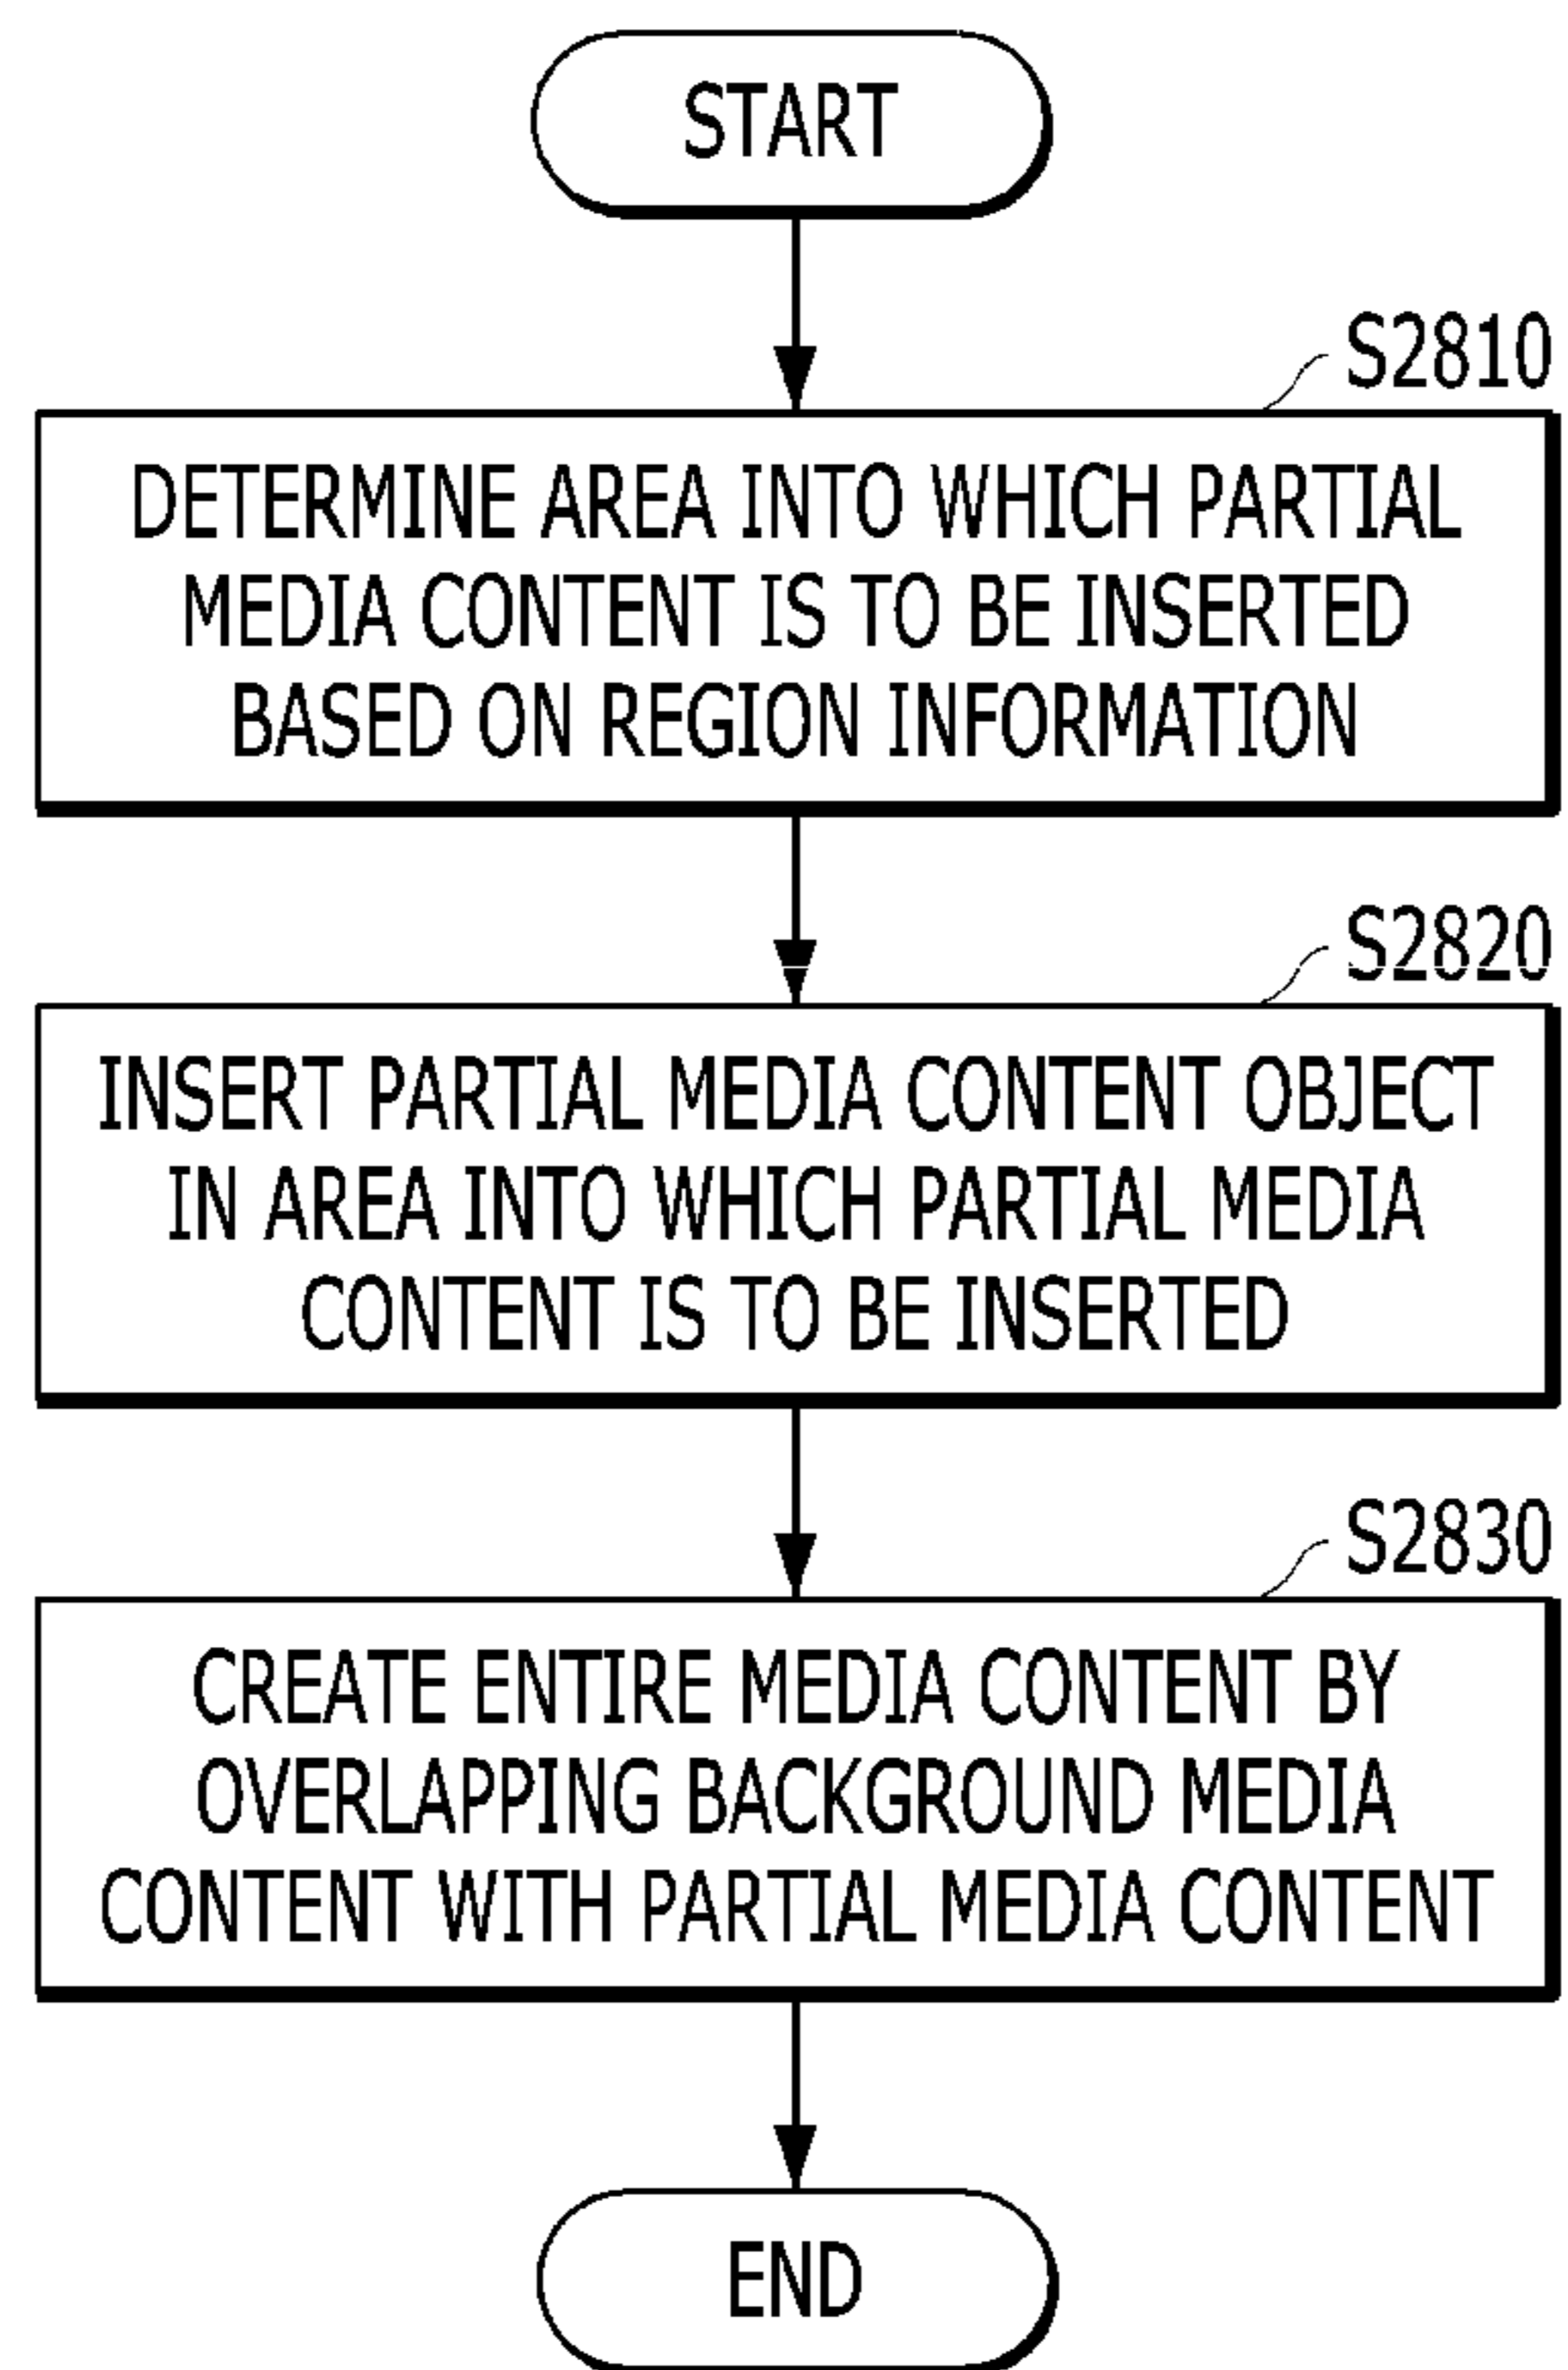 START
S2810
DETERMINE AREA INTO WHICH PARTIAL
MEDIA CONTENT IS TO BE INSERTED
BASED ON REGION INFORMATION
S2820
INSERT PARTIAL MEDIA CONTENT OBJECT
IN AREA INTO WHICH PARTIAL MEDIA
CONTENT IS TO BE INSERTED
S2830
CREATE ENTIRE MEDIA CONTENT BY
OVERLAPPING BACKGROUND MEDIA
CONTENT WITH PARTIAL MEDIA CONTENT
END